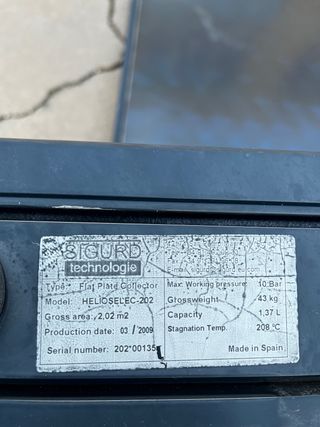 SIGURD
technologie
Type: Flat Plate Collector
Model: HELIOSELEC-202
Gross area: 2,02 m2
Production date: 03 / 2009
Serial number: 202*00135
Max. Working pressure: 10 Bar
Grossweight 43 kg
Capacity 1,37 L
Stagnation Temp. 208 ºC
Made in Spain